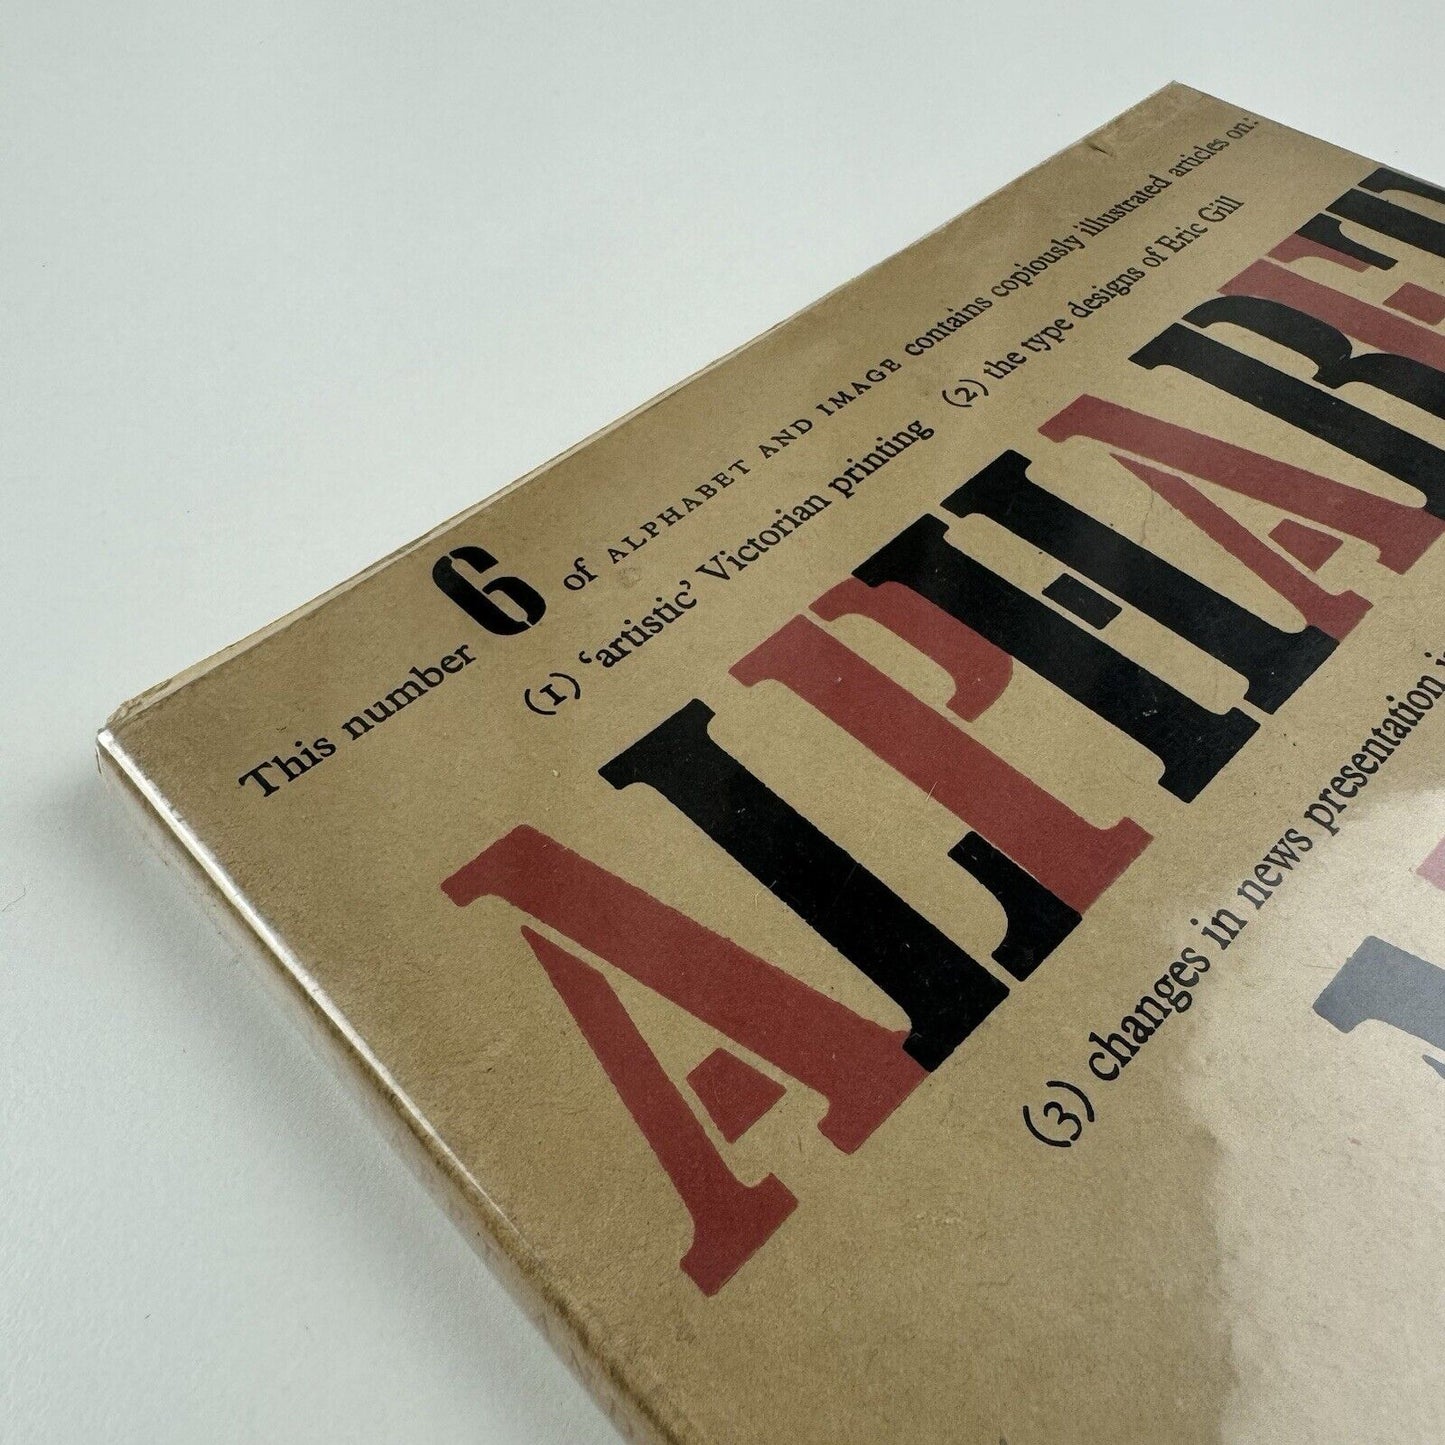 This number 6 of ALPHABET AND IMAGE contains copiously illustrated articles on:
(1) ‘artistic’ Victorian printing (2) the type designs of Eric Gill
ALPHABET
(3) changes in news presentation